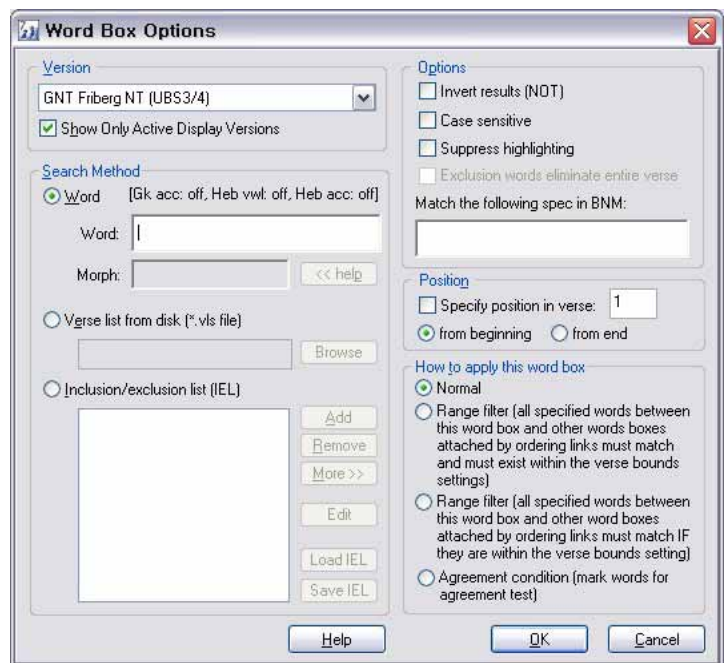 Word Box Options
Version
GNT Friberg NT (UBS3/4)
Show Only Active Display Versions
Search Method
Word [Gk acc: off, Heb vwl: off, Heb acc: off]
Word:
Morph:
<< help
Verse list from disk (*.vls file)
Browse
Inclusion/exclusion list (IEL)
Add
Remove
More >>
Edit
Load IEL
Save IEL
Options
Invert results (NOT)
Case sensitive
Suppress highlighting
Exclusion words eliminate entire verse
Match the following spec in BNM:
Position
Specify position in verse: 1
from beginning from end
How to apply this word box
Normal
Range filter (all specified words between
this word box and other words boxes
attached by ordering links must match
and must exist within the verse bounds
settings)
Range filter (all specified words between
this word box and other word boxes
attached by ordering links must match IF
they are within the verse bounds setting)
Agreement condition (mark words for
agreement test)
Help OK Cancel